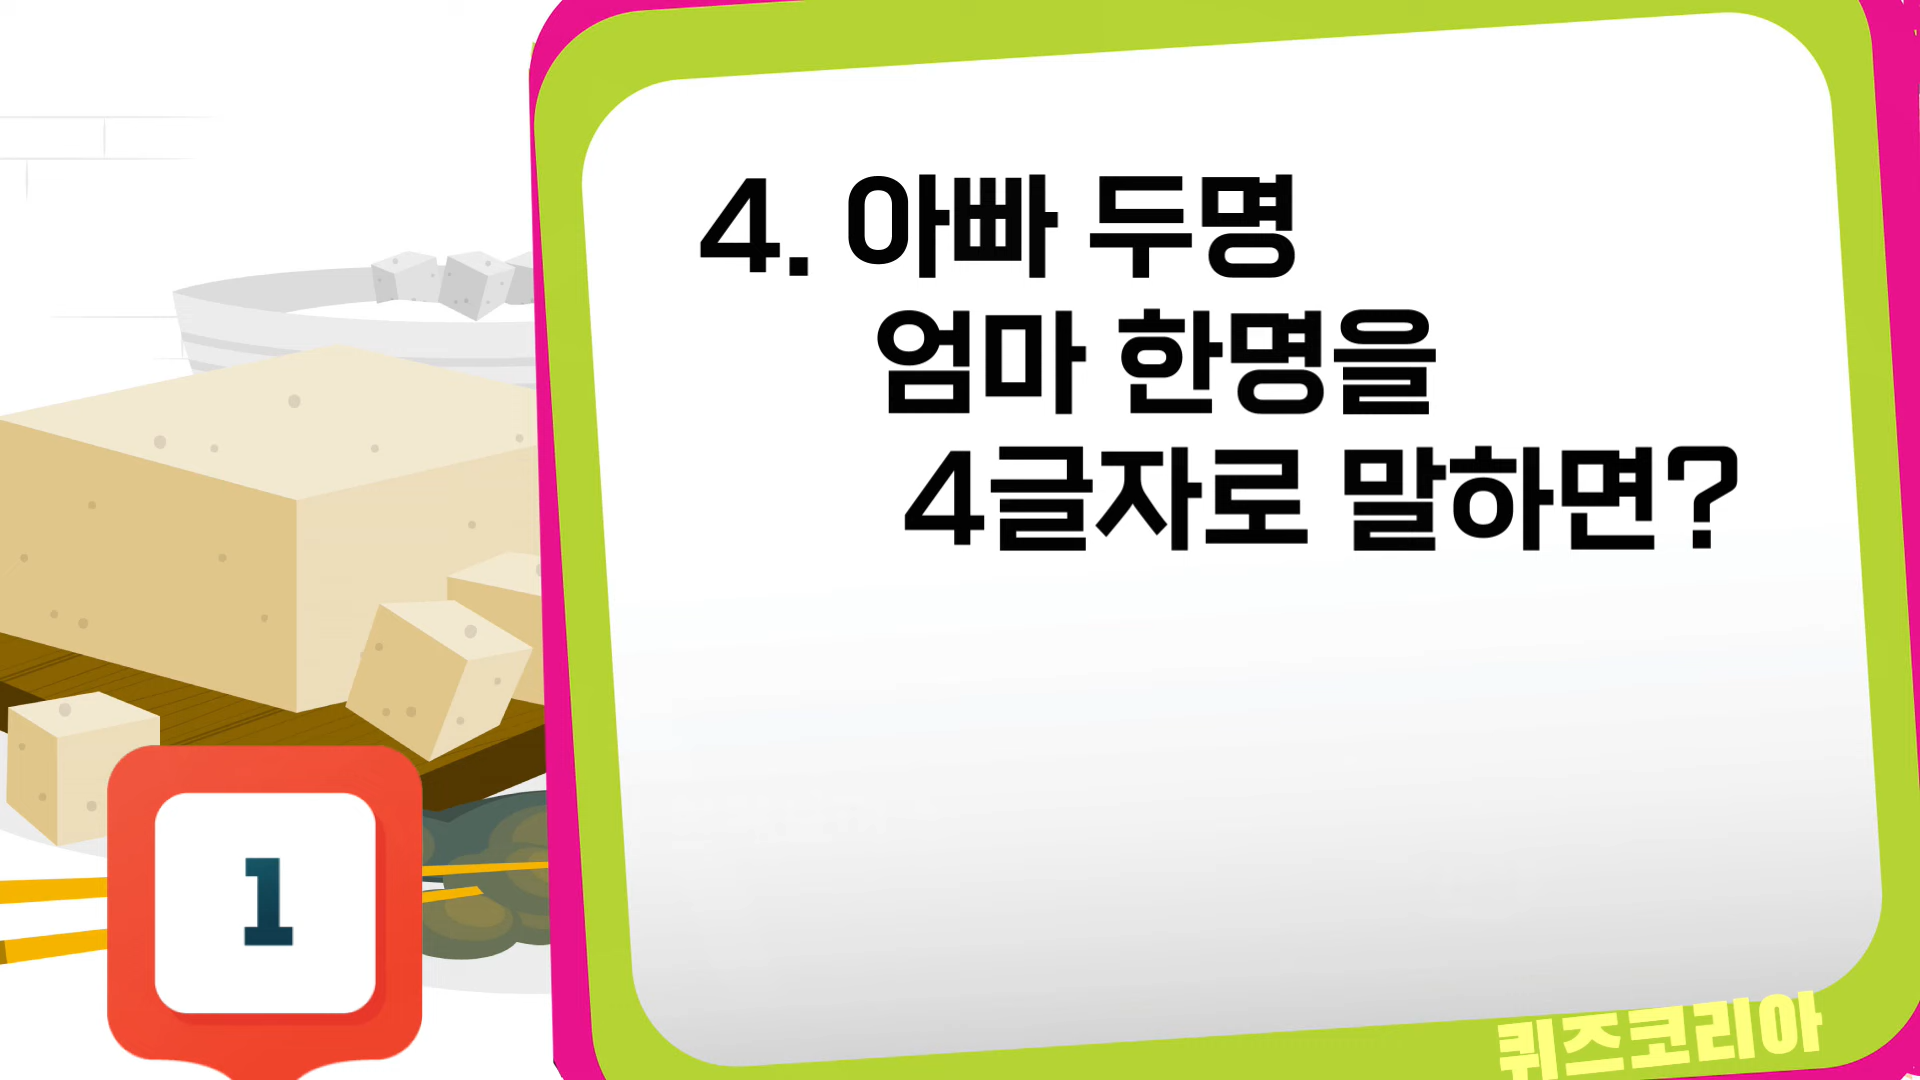 4. 아빠 두명
엄마 한명을
4글자로 말하면?
1
퀴즈코리아